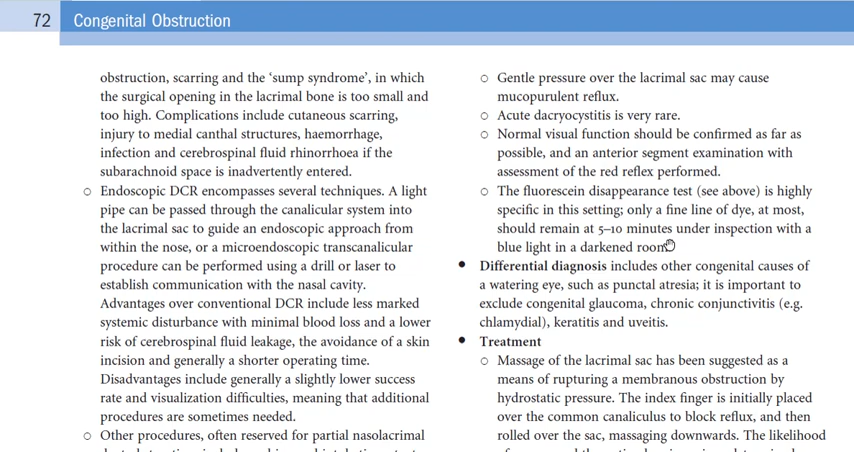 72 Congenital Obstruction
obstruction, scarring and the ‘sump syndrome’, in which
the surgical opening in the lacrimal bone is too small and
too high. Complications include cutaneous scarring,
injury to medial canthal structures, haemorrhage,
infection and cerebrospinal fluid rhinorrhoea if the
subarachnoid space is inadvertently entered.
○ Endoscopic DCR encompasses several techniques. A light
pipe can be passed through the canalicular system into
the lacrimal sac to guide an endoscopic approach from
within the nose, or a microendoscopic transcanalicular
procedure can be performed using a drill or laser to
establish communication with the nasal cavity.
Advantages over conventional DCR include less marked
systemic disturbance with minimal blood loss and a lower
risk of cerebrospinal fluid leakage, the avoidance of a skin
incision and generally a shorter operating time.
Disadvantages include generally a slightly lower success
rate and visualization difficulties, meaning that additional
procedures are sometimes needed.
○ Other procedures, often reserved for partial nasolacrimal
○ Gentle pressure over the lacrimal sac may cause
mucopurulent reflux.
○ Acute dacryocystitis is very rare.
○ Normal visual function should be confirmed as far as
possible, and an anterior segment examination with
assessment of the red reflex performed.
○ The fluorescein disappearance test (see above) is highly
specific in this setting; only a fine line of dye, at most,
should remain at 5–10 minutes under inspection with a
blue light in a darkened room
• Differential diagnosis includes other congenital causes of
a watering eye, such as punctal atresia; it is important to
exclude congenital glaucoma, chronic conjunctivitis (e.g.
chlamydial), keratitis and uveitis.
• Treatment
○ Massage of the lacrimal sac has been suggested as a
means of rupturing a membranous obstruction by
hydrostatic pressure. The index finger is initially placed
over the common canaliculus to block reflux, and then
rolled over the sac, massaging downwards. The likelihood